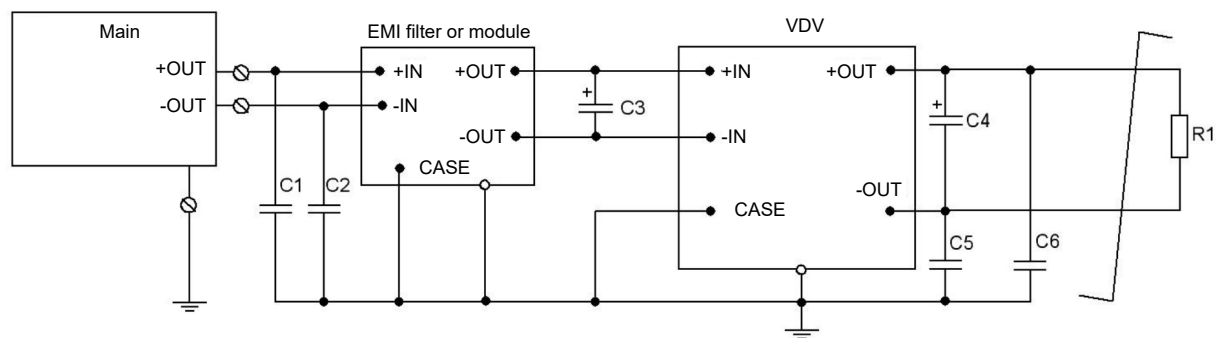 Main
EMI filter or module
VDV
+OUT
-OUT
+IN
-IN
+OUT
-OUT
CASE
C1
C2
+
C3
+IN
-IN
CASE
+OUT
-OUT
+
C4
C5
C6
R1